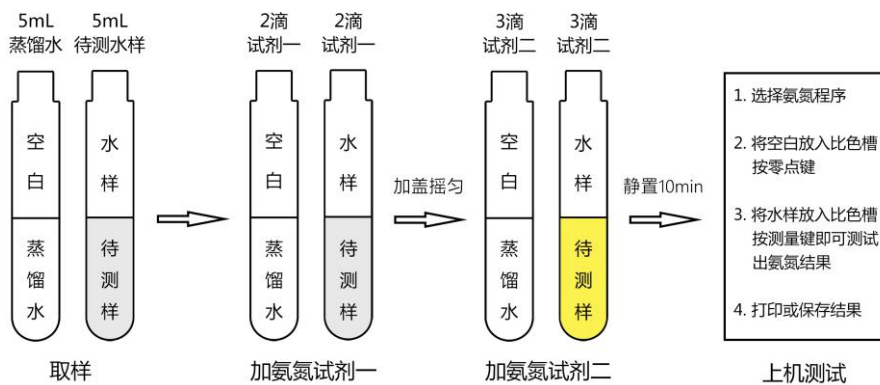 5mL
蒸馏水
5mL
待测水样
空白
蒸馏水
水样
待测样
取样
2滴
试剂一
2滴
试剂一
空白
蒸馏水
水样
待测样
加氨氮试剂一
加盖摇匀
3滴
试剂二
3滴
试剂二
空白
蒸馏水
水样
待测样
加氨氮试剂二
静置10min
1. 选择氨氮程序
2. 将空白放入比色槽
按零点键
3. 将水样放入比色槽
按测量键即可测试
出氨氮结果
4. 打印或保存结果
上机测试